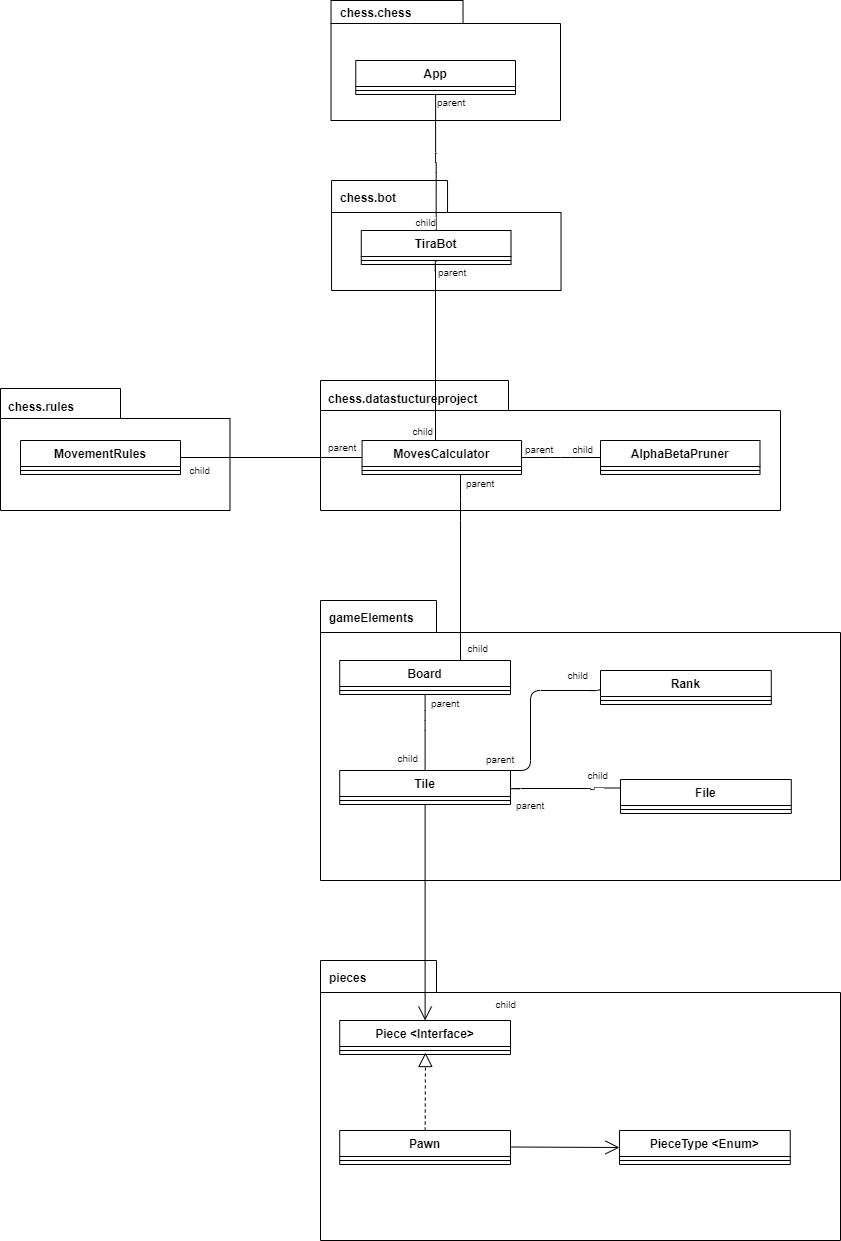 chess.chess
App
parent
chess.bot
child
TiraBot
parent
chess.rules
chess.datastuctureproject
child
MovementRules
child
parent
MovesCalculator
parent
child
AlphaBetaPruner
parent
gameElements
child
Board
parent
child
Rank
child
parent
Tile
parent
child
File
pieces
child
Piece <Interface>
Pawn
PieceType <Enum>